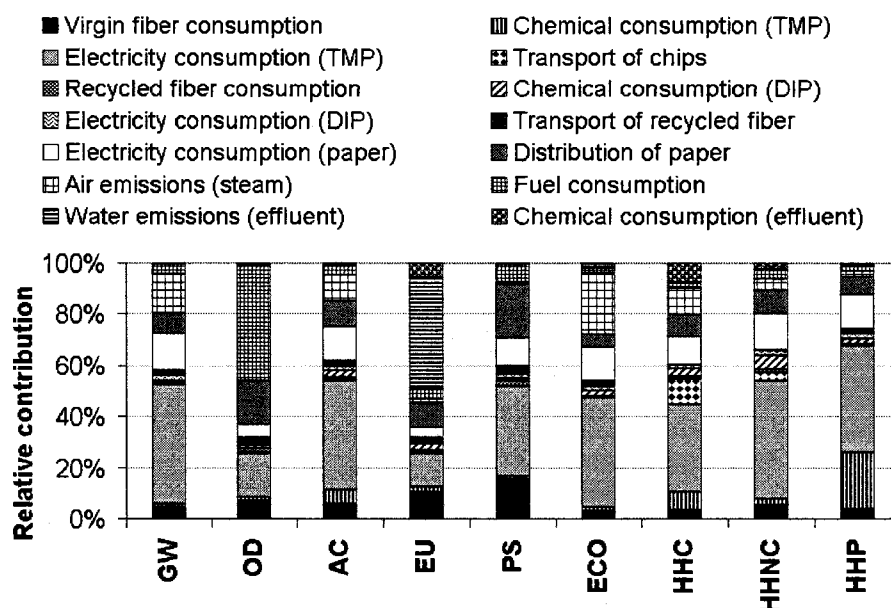 Virgin fiber consumption
Chemical consumption (TMP)
Electricity consumption (TMP)
Transport of chips
Recycled fiber consumption
Chemical consumption (DIP)
Electricity consumption (DIP)
Transport of recycled fiber
Electricity consumption (paper)
Distribution of paper
Air emissions (steam)
Fuel consumption
Water emissions (effluent)
Chemical consumption (effluent)
100%
80%
60%
40%
20%
0%
Relative contribution
GW
OD
AC
EU
PS
ECO
HHC
HHNC
HHP